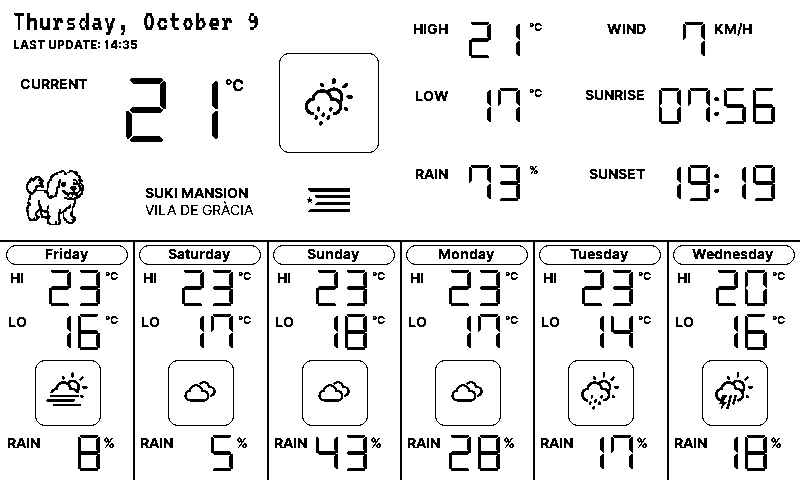 Thursday, October 9
LAST UPDATE: 14:35
CURRENT 21 °C
SUKI MANSION
VILA DE GRÀCIA
HIGH 21 °C
LOW 17 °C
RAIN 73 %
WIND 7 KM/H
SUNRISE 07:56
SUNSET 19:19
Friday
HI 23 °C
LO 16 °C
RAIN 8 %
Saturday
HI 23 °C
LO 17 °C
RAIN 5 %
Sunday
HI 23 °C
LO 18 °C
RAIN 43 %
Monday
HI 23 °C
LO 17 °C
RAIN 28 %
Tuesday
HI 23 °C
LO 14 °C
RAIN 17 %
Wednesday
HI 20 °C
LO 16 °C
RAIN 18 %